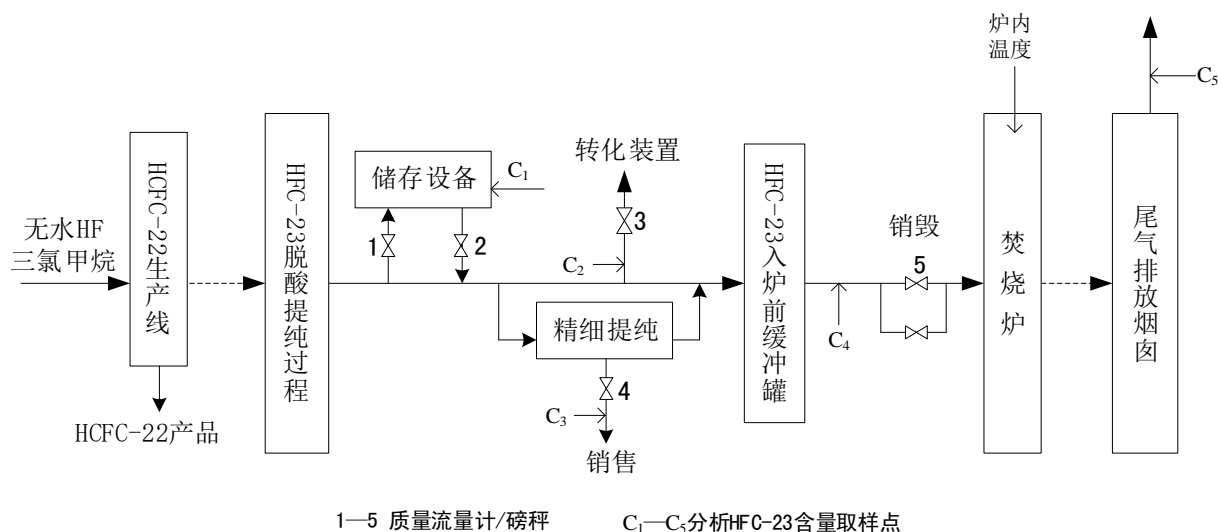 炉内
温度
C₅
HCFC-22生产线
HFC-23脱酸提纯过程
储存设备
C₁
转化装置
HFC-23入炉前缓冲罐
焚烧炉
尾气排放烟囱
无水HF
三氯甲烷
1
2
3
C₂
销毁
5
精细提纯
C₄
4
C₃
HCFC-22产品
销售
1—5 质量流量计/磅秤
C₁—C₅分析HFC-23含量取样点